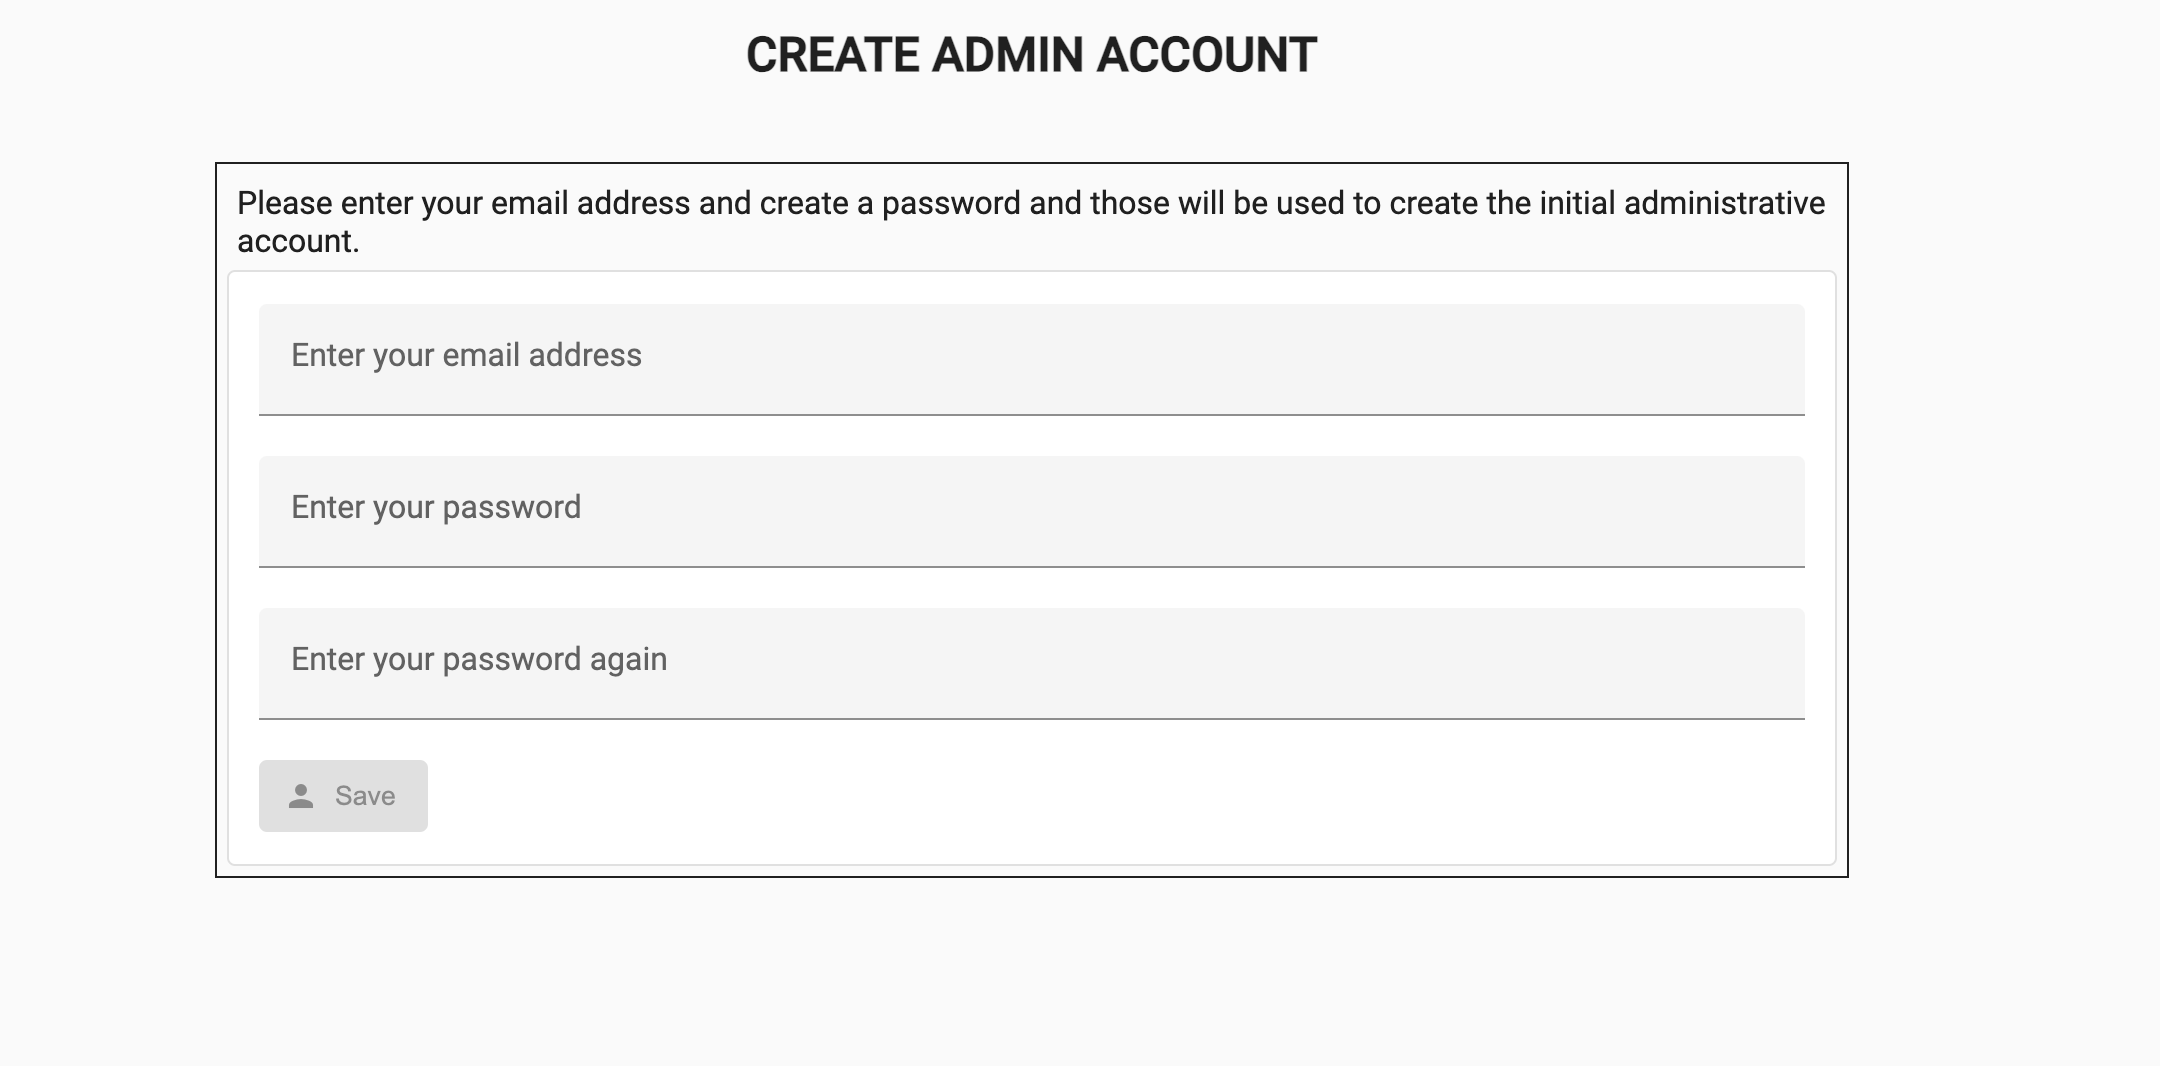 CREATE ADMIN ACCOUNT
Please enter your email address and create a password and those will be used to create the initial administrative
account.
Enter your email address
Enter your password
Enter your password again
Save